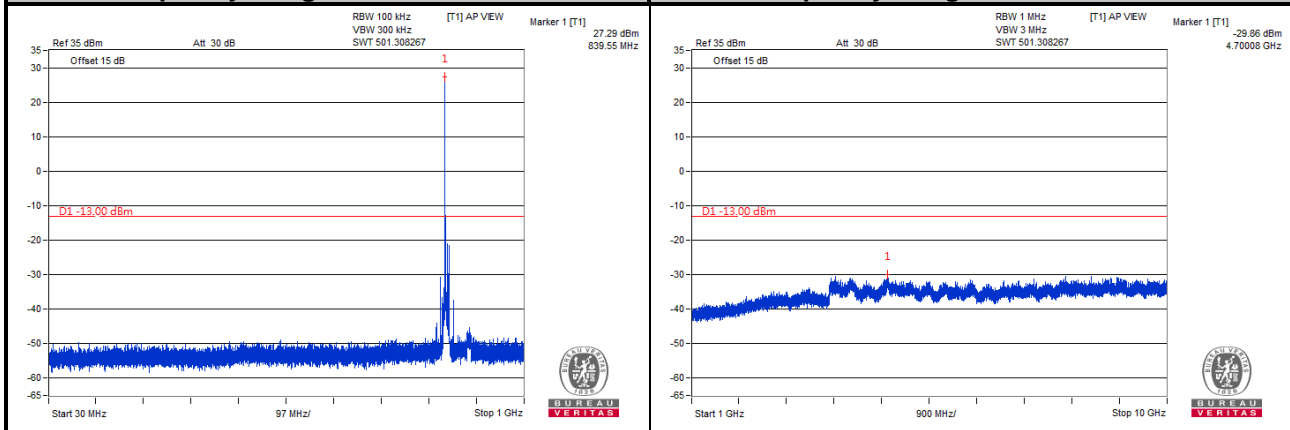 RBW 100 kHz
[T1] AP VIEW
Marker 1 [T1]
VBW 300 kHz
27.29 dBm
Ref 35 dBm
Att 30 dB
SWT 501.308267
839.55 MHz
Offset 15 dB
35
30
20
10
0
-10
-20
-30
-40
-50
-60
-65
1
D1 -13,00 dBm
Start 30 MHz
97 MHz/
Stop 1 GHz
BUREAU VERITAS
1828
BUREAU
VERITAS
RBW 1 MHz
[T1] AP VIEW
Marker 1 [T1]
VBW 3 MHz
-29.86 dBm
Ref 35 dBm
Att 30 dB
SWT 501.308267
4.70008 GHz
Offset 15 dB
35
30
20
10
0
-10
-20
-30
-40
-50
-60
-65
D1 -13,00 dBm
1
Start 1 GHz
900 MHz/
Stop 10 GHz
BUREAU VERITAS
1828
BUREAU
VERITAS